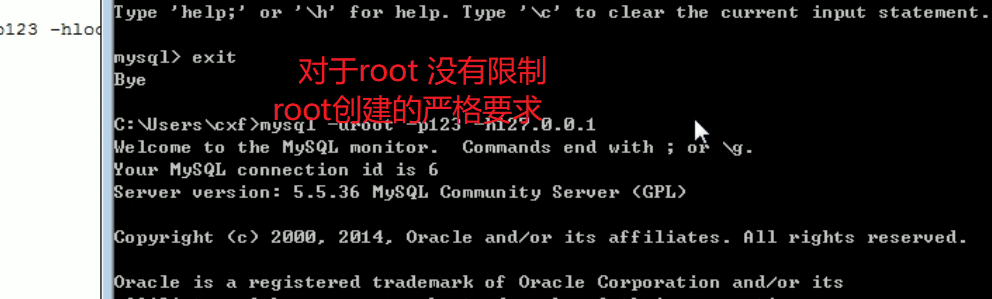 Type 'help;' or '\h' for help. Type '\c' to clear the current input statement.
mysql> exit
Bye
对于root 没有限制
root创建的严格要求
C:\Users\cxf>mysql -uroot -p123 -h127.0.0.1
Welcome to the MySQL monitor.  Commands end with ; or \g.
Your MySQL connection id is 6
Server version: 5.5.36 MySQL Community Server (GPL)
Copyright (c) 2000, 2014, Oracle and/or its affiliates. All rights reserved.
Oracle is a registered trademark of Oracle Corporation and/or its